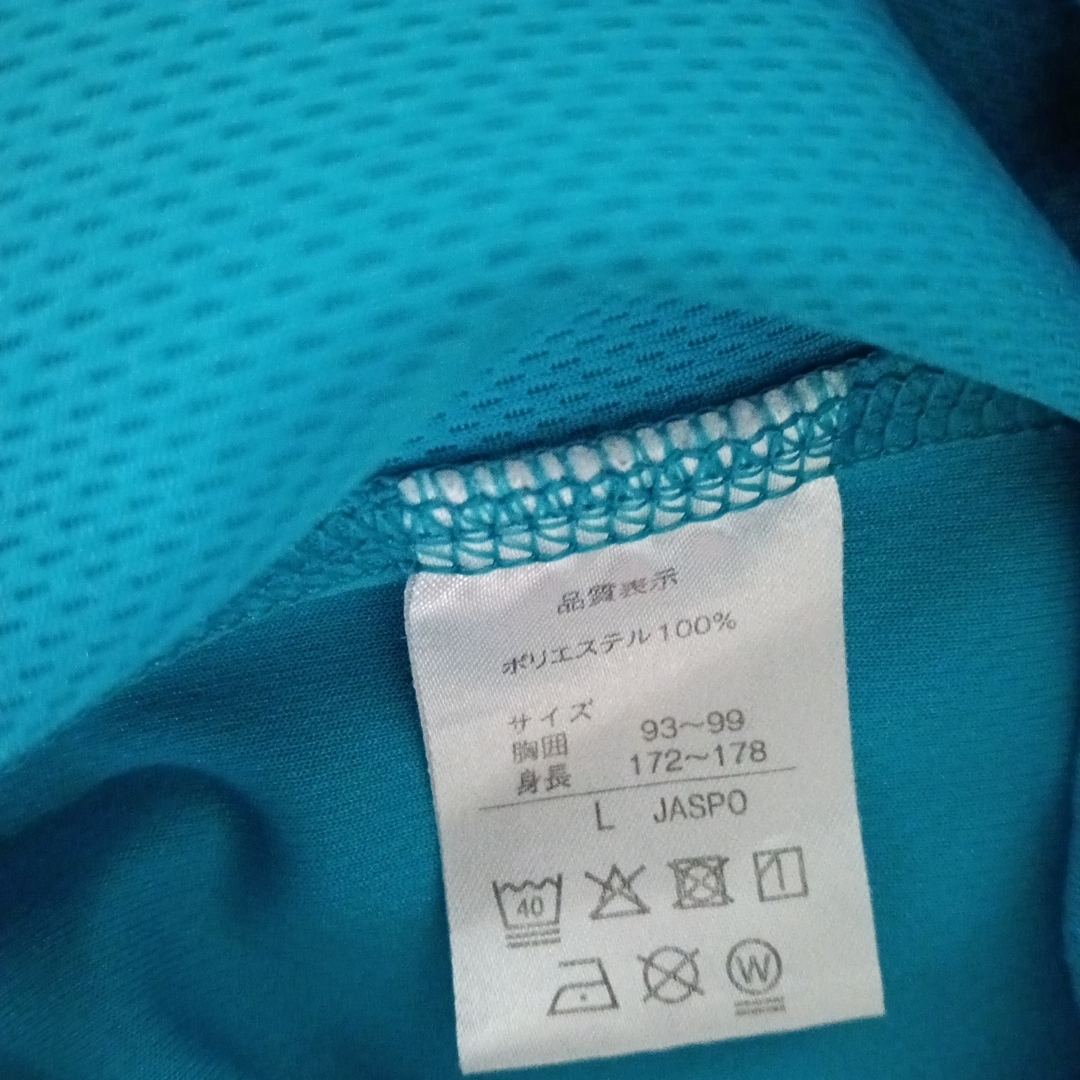 品質表示
ポリエステル100%
サイズ
胸囲 93~99
身長 172~178
L JASPO
40
W